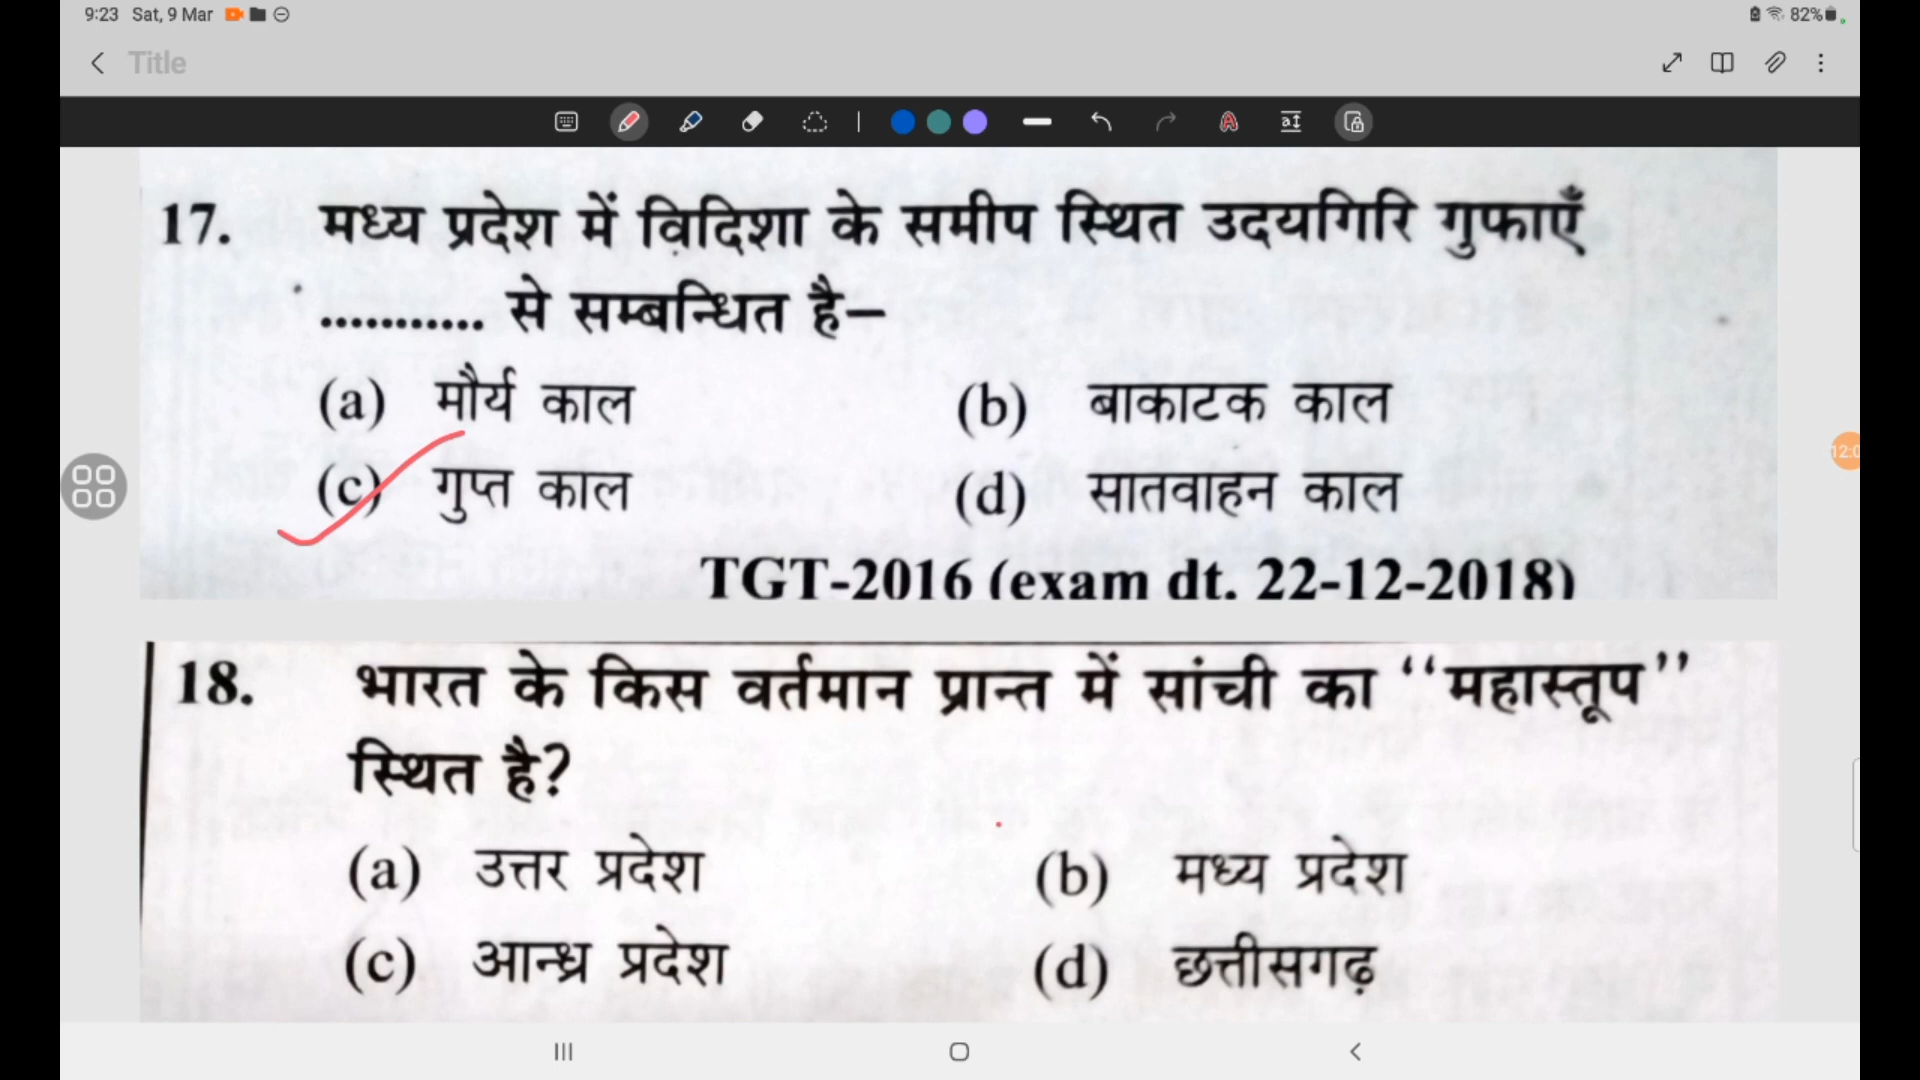 9:23 Sat, 9 Mar
82%
Title
17. मध्य प्रदेश में विदिशा के समीप स्थित उदयगिरि गुफाएँ
........... से सम्बन्धित है–
(a) मौर्य काल (b) बाकाटक काल
(c) गुप्त काल (d) सातवाहन काल
TGT-2016 (exam dt. 22-12-2018)
18. भारत के किस वर्तमान प्रान्त में सांची का ‘‘महास्तूप’’
स्थित है?
(a) उत्तर प्रदेश (b) मध्य प्रदेश
(c) आन्ध्र प्रदेश (d) छत्तीसगढ़